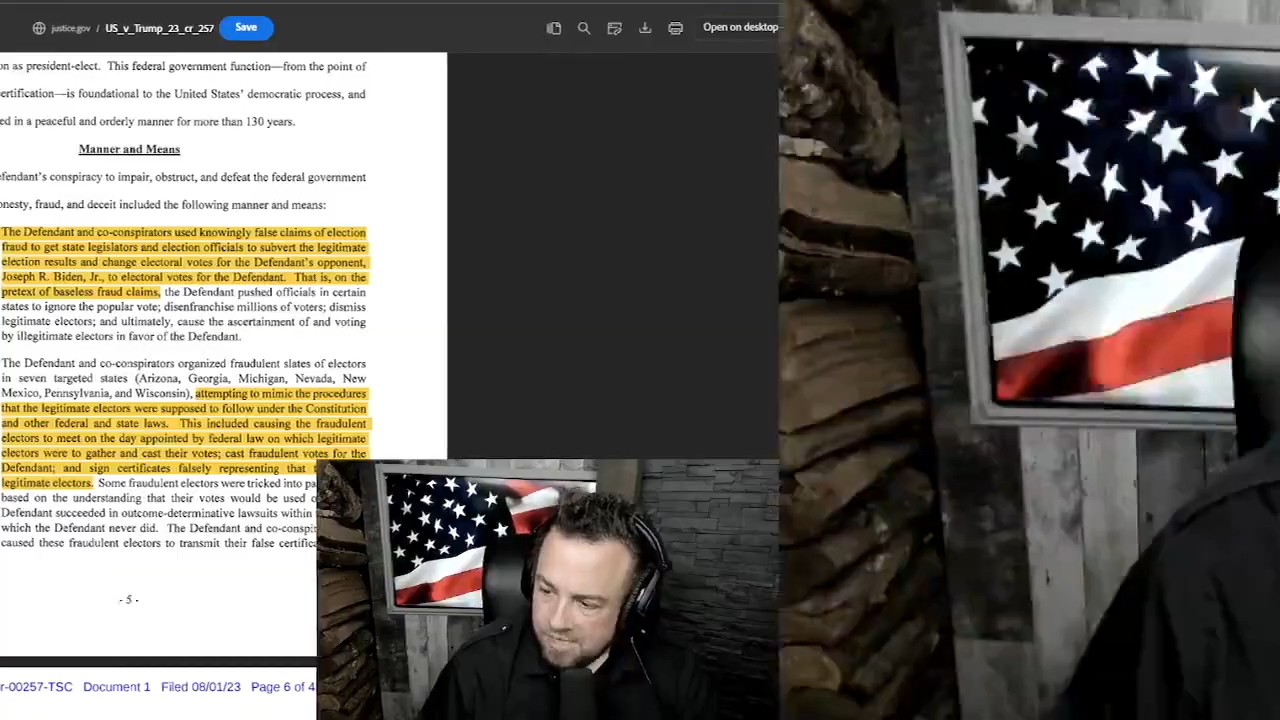 justice.gov / US_v_Trump_23_cr_257 Save Open on desktop
on as president-elect. This federal government function—from the point of
ertification—is foundational to the United States' democratic process, and
ed in a peaceful and orderly manner for more than 130 years.
Manner and Means
efendant's conspiracy to impair, obstruct, and defeat the federal government
onesty, fraud, and deceit included the following manner and means:
The Defendant and co-conspirators used knowingly false claims of election
fraud to get state legislators and election officials to subvert the legitimate
election results and change electoral votes for the Defendant's opponent,
Joseph R. Biden, Jr., to electoral votes for the Defendant. That is, on the
pretext of baseless fraud claims, the Defendant pushed officials in certain
states to ignore the popular vote; disenfranchise millions of voters; dismiss
legitimate electors; and ultimately, cause the ascertainment of and voting
by illegitimate electors in favor of the Defendant.
The Defendant and co-conspirators organized fraudulent slates of electors
in seven targeted states (Arizona, Georgia, Michigan, Nevada, New
Mexico, Pennsylvania, and Wisconsin), attempting to mimic the procedures
that the legitimate electors were supposed to follow under the Constitution
and other federal and state laws. This included causing the fraudulent
electors to meet on the day appointed by federal law on which legitimate
electors were to gather and cast their votes; cast fraudulent votes for the
Defendant; and sign certificates falsely representing that t
legitimate electors. Some fraudulent electors were tricked into pa
based on the understanding that their votes would be used o
Defendant succeeded in outcome-determinative lawsuits within
which the Defendant never did. The Defendant and co-conspir
caused these fraudulent electors to transmit their false certific
- 5 -
r-00257-TSC Document 1 Filed 08/01/23 Page 6 of 4